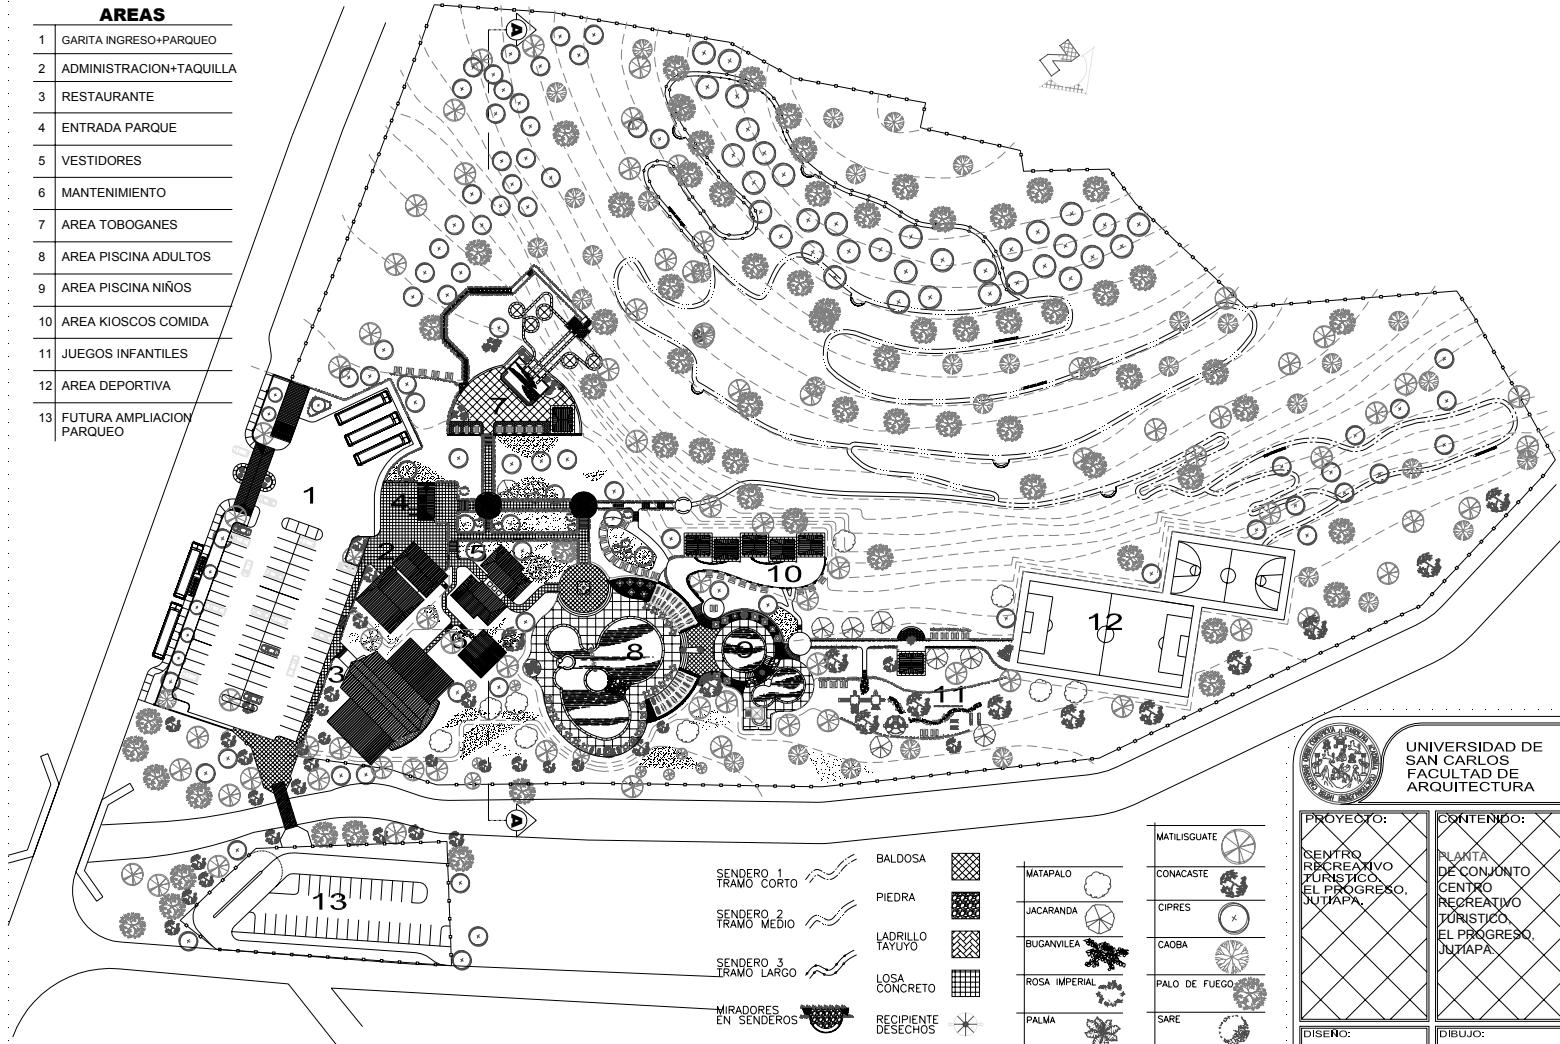 AREAS
1 GARITA INGRESO+PARQUEO
2 ADMINISTRACION+TAQUILLA
3 RESTAURANTE
4 ENTRADA PARQUE
5 VESTIDORES
6 MANTENIMIENTO
7 AREA TOBOGANES
8 AREA PISCINA ADULTOS
9 AREA PISCINA NIÑOS
10 AREA KIOSCOS COMIDA
11 JUEGOS INFANTILES
12 AREA DEPORTIVA
13 FUTURA AMPLIACION
PARQUEO
A
7
1
4
2
5
9
10
6
3
8
9
12
11
A
13
SENDERO 1
TRAMO CORTO
SENDERO 2
TRAMO MEDIO
SENDERO 3
TRAMO LARGO
MIRADORES
EN SENDEROS
BALDOSA
PIEDRA
LADRILLO
TAYUYO
LOSA
CONCRETO
RECIPIENTE
DESECHOS
MATAPALO
JACARANDA
BUGANVILEA
ROSA IMPERIAL
PALMA
MATILISGUATE
CONACASTE
CIPRES
CAOBA
PALO DE FUEGO
SARE
UNIVERSIDAD DE
SAN CARLOS
FACULTAD DE
ARQUITECTURA
PROYECTO:
CENTRO
RECREATIVO
TURISTICO,
EL PROGRESO,
JUTIAPA.
CONTENIDO:
PLANTA
DE CONJUNTO
CENTRO
RECREATIVO
TURISTICO,
EL PROGRESO,
JUTIAPA.
DISEÑO:
DIBUJO: